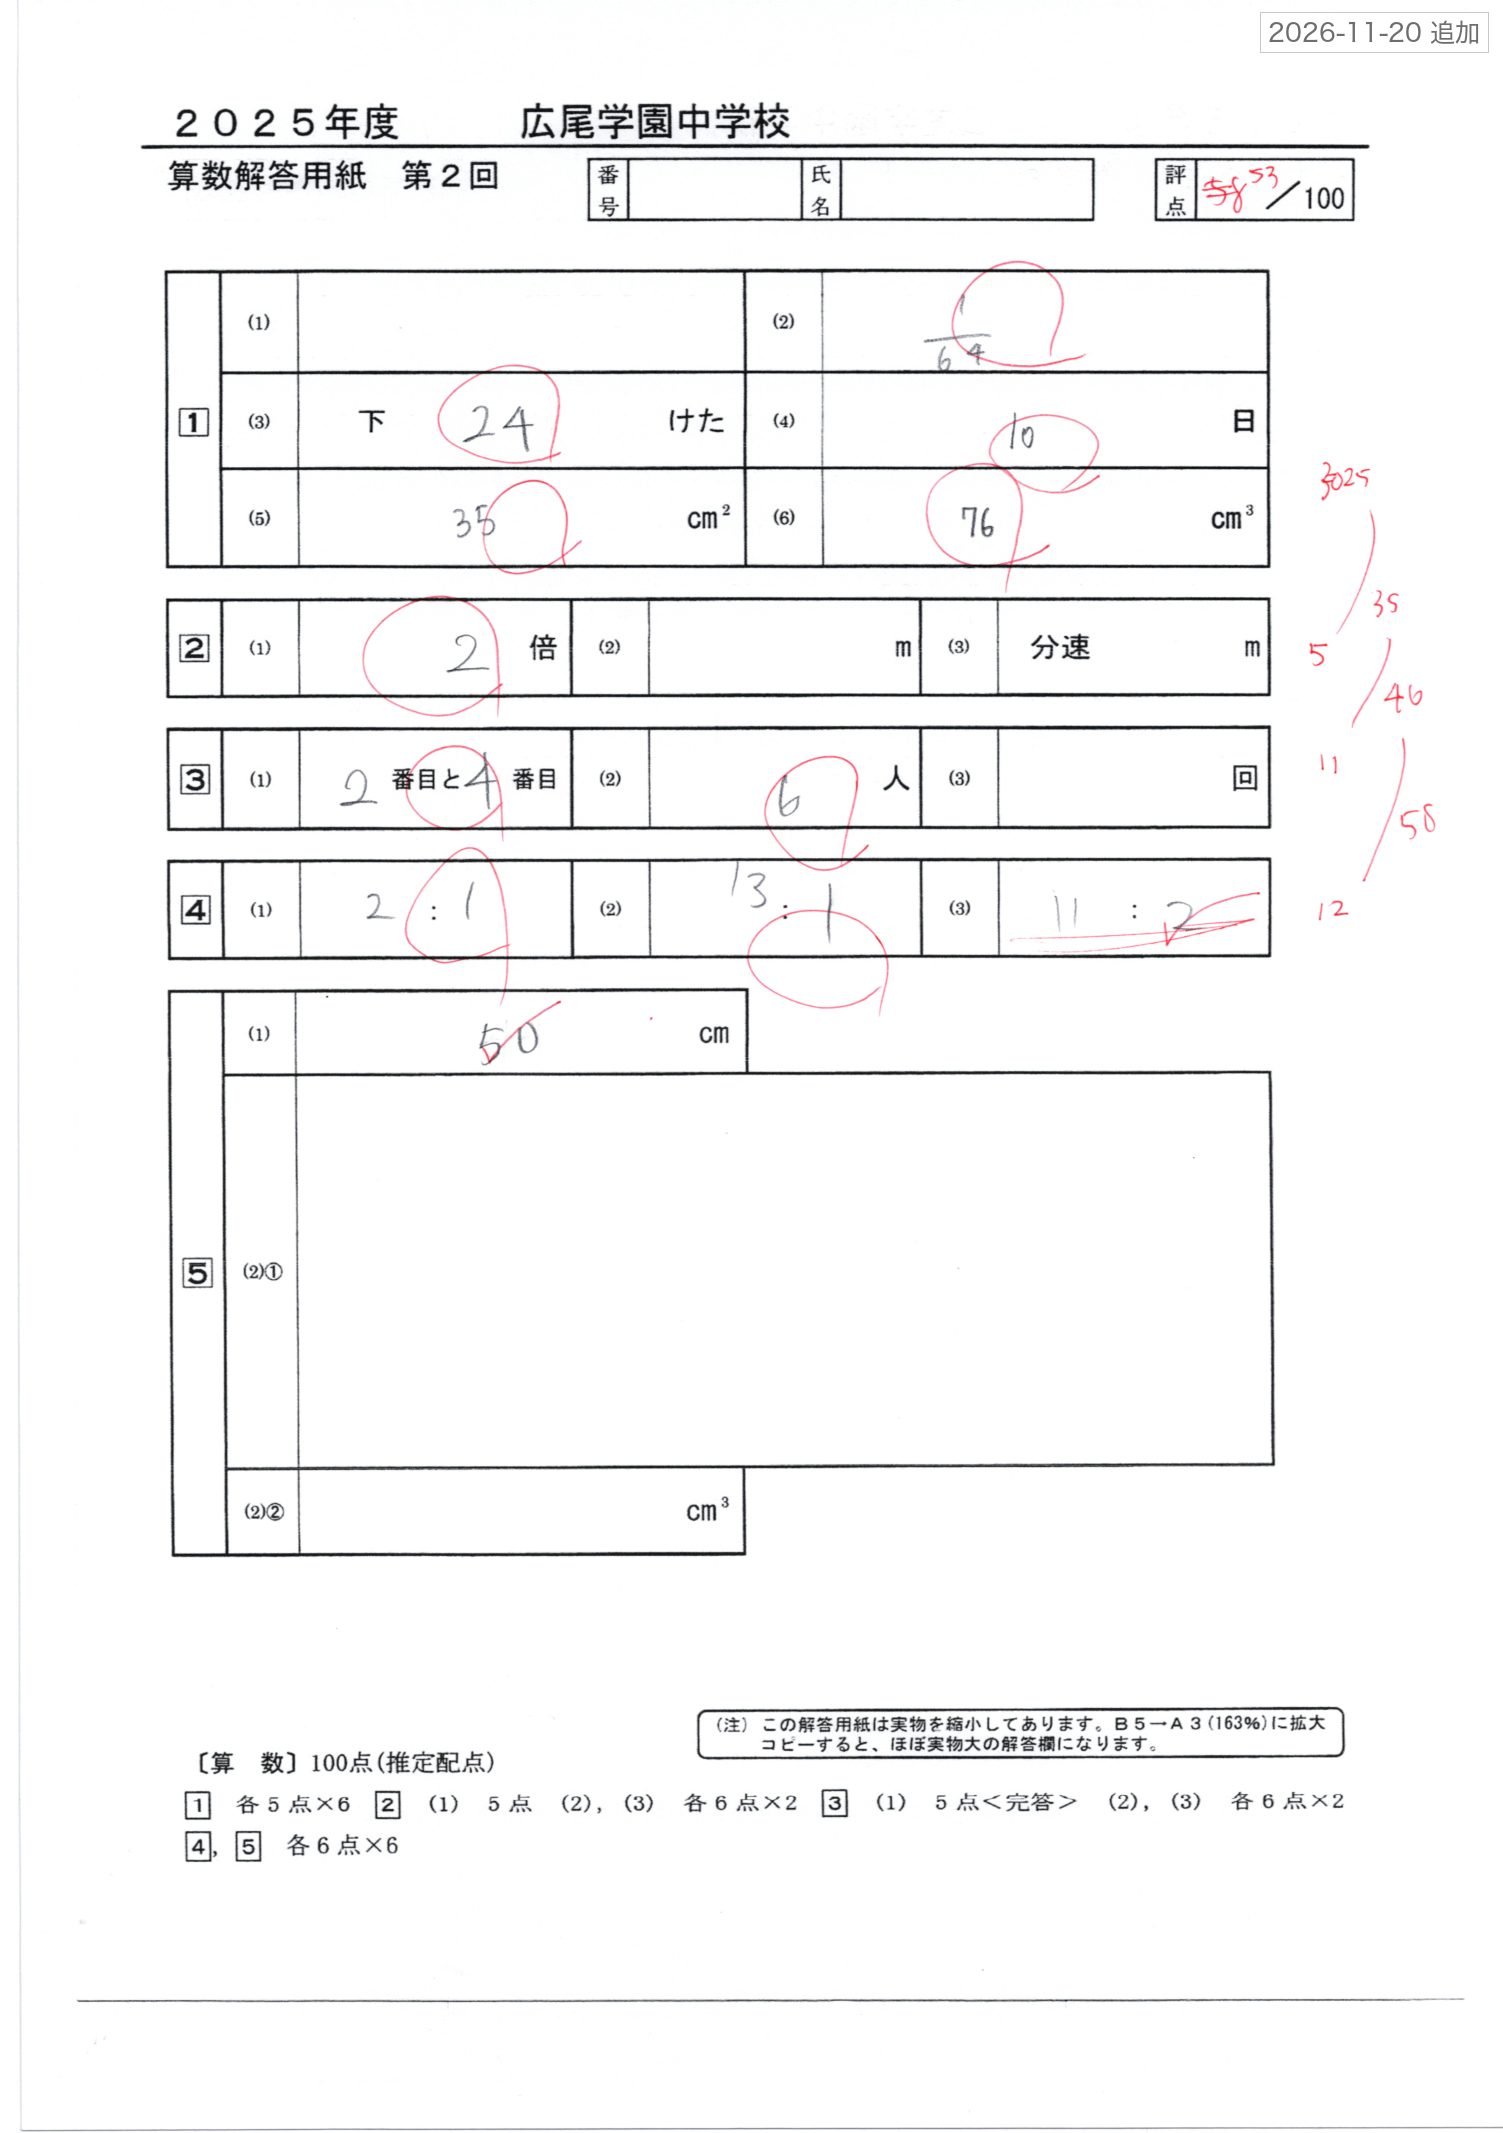 2026-11-20 追加
2025年度 広尾学園中学校
算数解答用紙 第2回 番号 氏名 評点 53/100
1 (1) (2) 1/64
(3) 下 24 けた (4) 10 日
(5) 35 cm² (6) 76 cm³
2 (1) 2 倍 (2) m (3) 分速 m
3 (1) 2 番目と 4 番目 (2) 6 人 (3) 回
4 (1) 2 : 1 (2) 13 : 1 (3) 11 : 2
5 (1) 50 cm
(2)①
(2)② cm³
35
5
46
11
58
12
(注) この解答用紙は実物を縮小してあります。B5→A3(163%)に拡大
コピーすると、ほぼ実物大の解答欄になります。
〔算 数〕100点(推定配点)
1 各5点×6 2 (1) 5点 (2), (3) 各6点×2 3 (1) 5点<完答> (2), (3) 各6点×2
4, 5 各6点×6